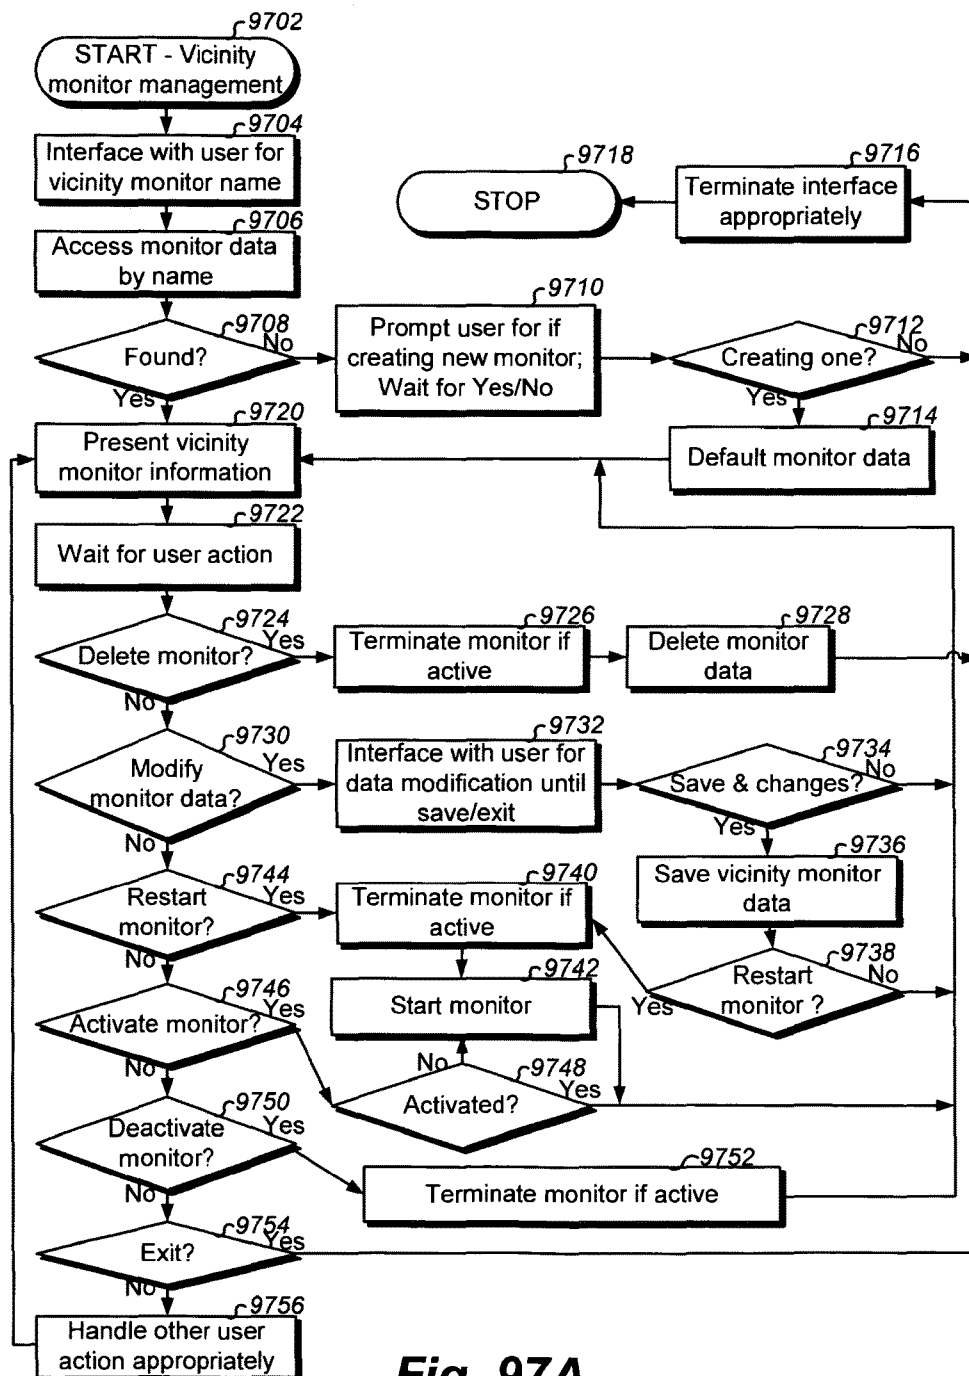 9702
START - Vicinity
monitor management
9704
Interface with user for
vicinity monitor name
9706
Access monitor data
by name
9708
Found?
No
Yes
9710
Prompt user for if
creating new monitor;
Wait for Yes/No
9712
Creating one?
No
Yes
9714
Default monitor data
9716
Terminate interface
appropriately
9718
STOP
9720
Present vicinity
monitor information
9722
Wait for user action
9724
Delete monitor?
Yes
No
9726
Terminate monitor if
active
9728
Delete monitor
data
9730
Modify
monitor data?
Yes
No
9732
Interface with user for
data modification until
save/exit
9734
Save & changes?
No
Yes
9736
Save vicinity monitor
data
9738
Restart
monitor ?
No
Yes
9744
Restart
monitor?
Yes
No
9740
Terminate monitor if
active
9742
Start monitor
9746
Activate monitor?
Yes
No
9748
Activated?
No
Yes
9750
Deactivate
monitor?
Yes
No
9752
Terminate monitor if active
9754
Exit?
Yes
No
9756
Handle other user
action appropriately
Fig. 97A